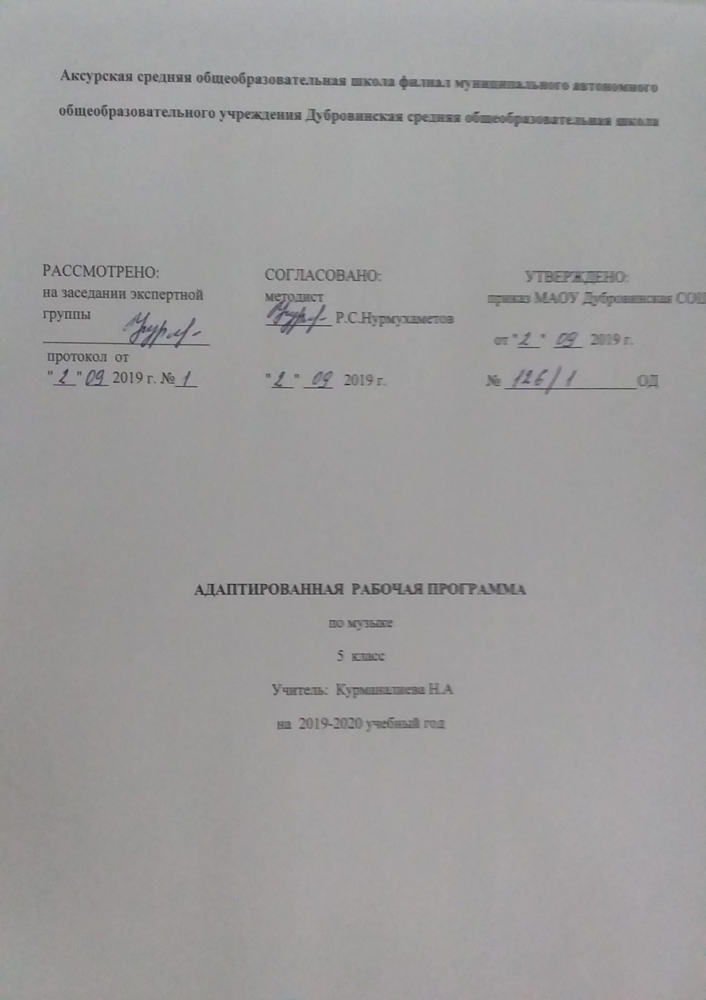 Аксурская средняя общеобразовательная школа филиал муниципального автономного
общеобразовательного учреждения Дубровинская средняя общеобразовательная школа
РАССМОТРЕНО:
на заседании экспертной
группы
протокол от
"2" 09 2019 г. № 1
СОГЛАСОВАНО:
методист
Р.С.Нурмухаметов
"2" 09 2019 г.
УТВЕРЖДЕНО:
приказ МАОУ Дубровинская СОШ
от "2" 09 2019 г.
№ 126/1 ОД
АДАПТИРОВАННАЯ РАБОЧАЯ ПРОГРАММА
по музыке
5 класс
Учитель: Курманалиева Н.А
на 2019-2020 учебный год